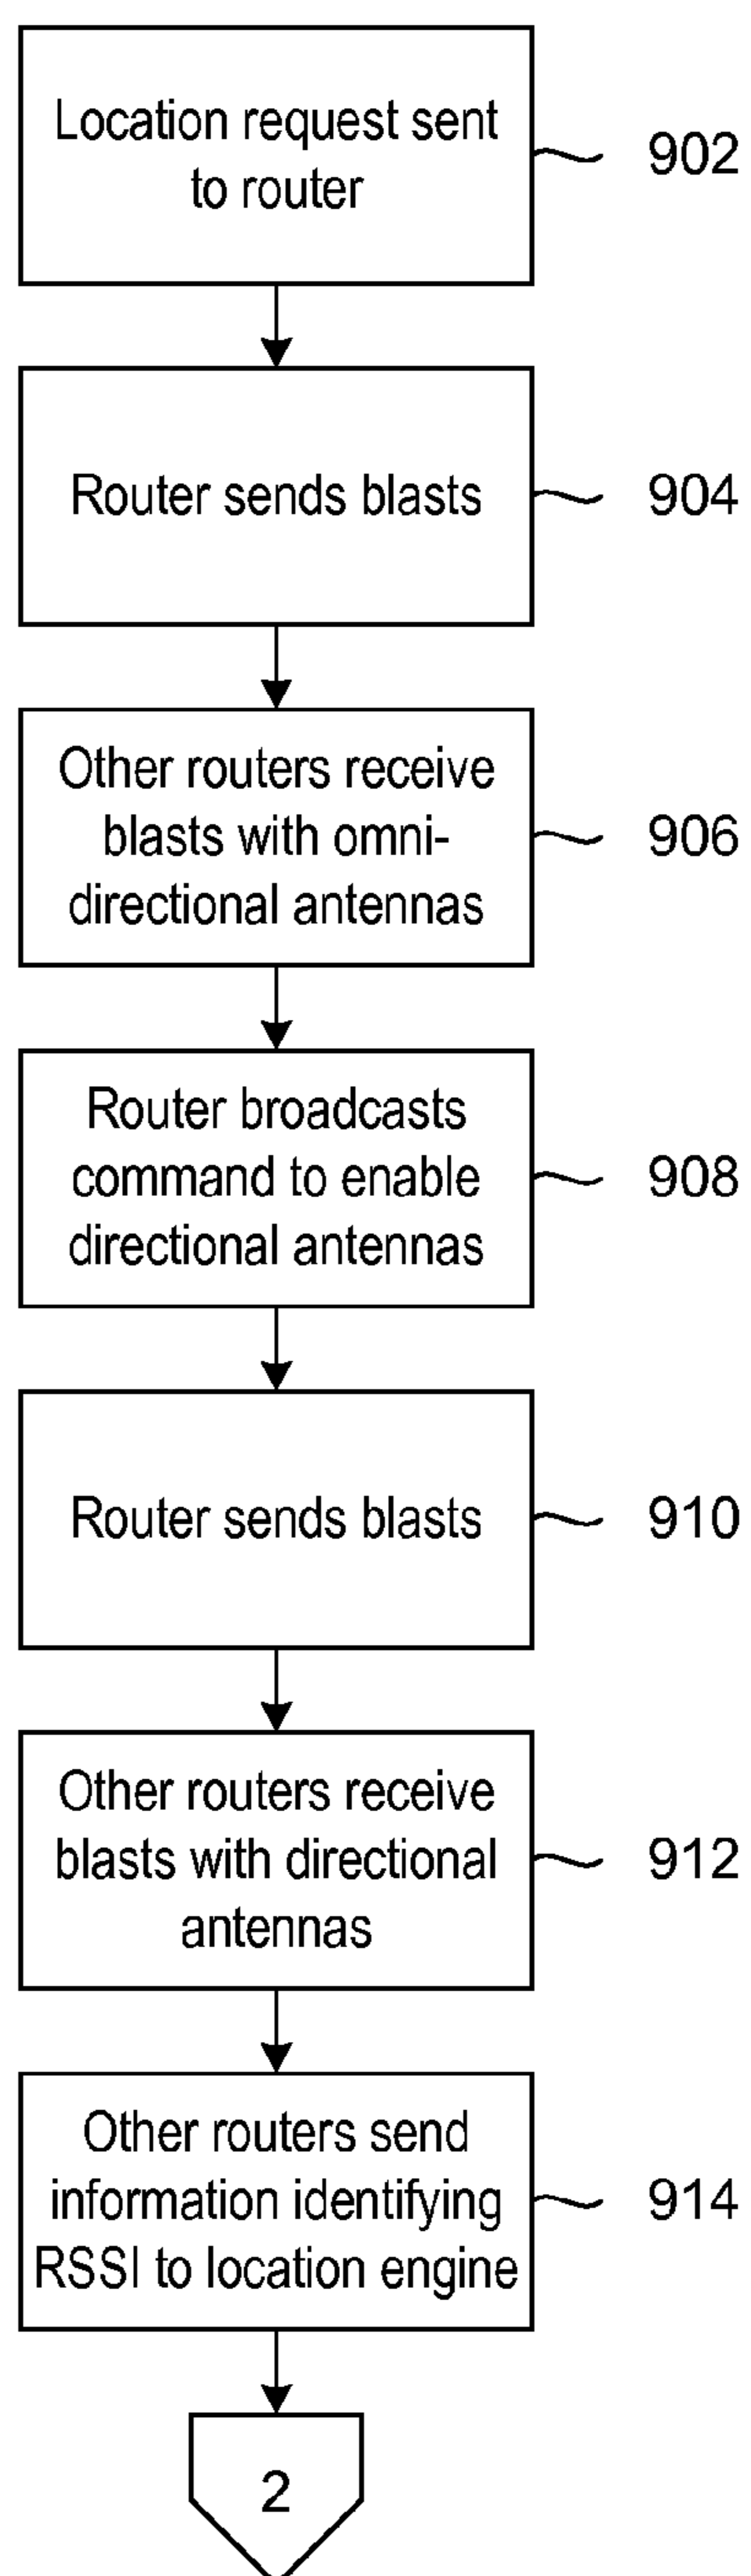 Location request sent
to router
902
Router sends blasts
904
Other routers receive
blasts with omni-
directional antennas
906
Router broadcasts
command to enable
directional antennas
908
Router sends blasts
910
Other routers receive
blasts with directional
antennas
912
Other routers send
information identifying
RSSI to location engine
914
2